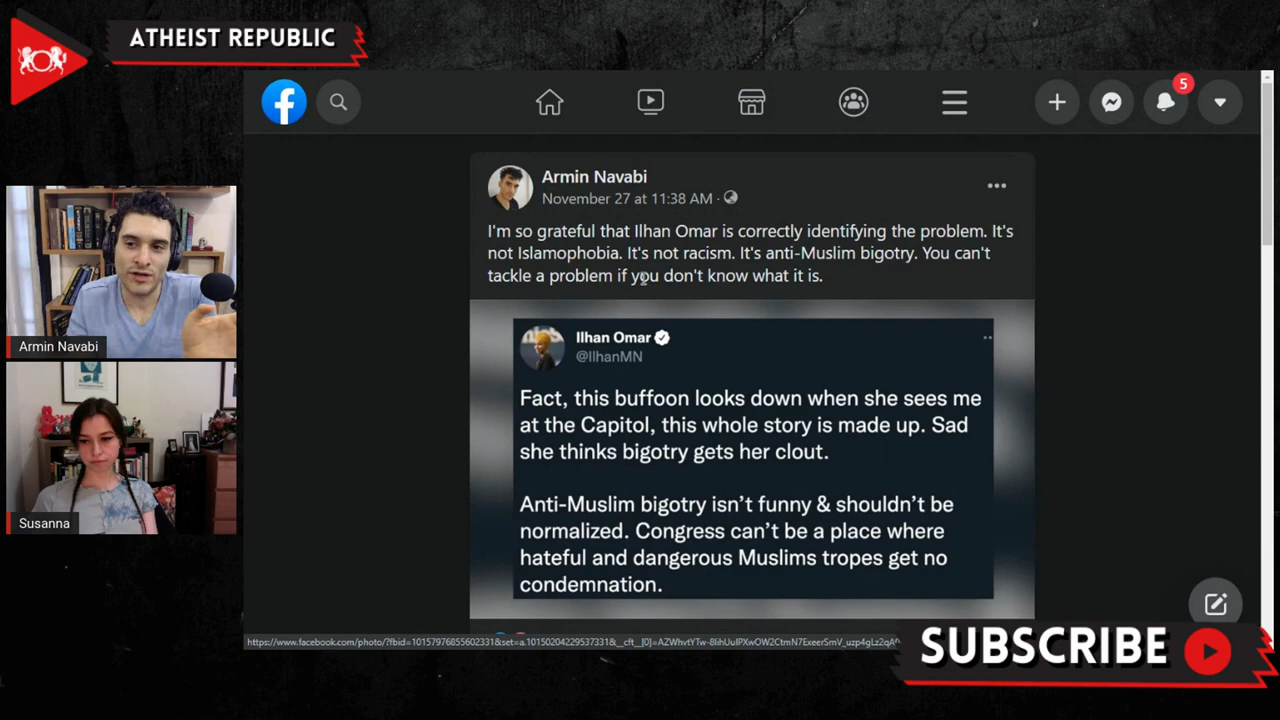 ATHEIST REPUBLIC
5
Armin Navabi
November 27 at 11:38 AM ·
I'm so grateful that Ilhan Omar is correctly identifying the problem. It's
not Islamophobia. It's not racism. It's anti-Muslim bigotry. You can't
tackle a problem if you don't know what it is.
Ilhan Omar
@IlhanMN
Fact, this buffoon looks down when she sees me
at the Capitol, this whole story is made up. Sad
she thinks bigotry gets her clout.
Anti-Muslim bigotry isn’t funny & shouldn’t be
normalized. Congress can’t be a place where
hateful and dangerous Muslims tropes get no
condemnation.
Armin Navabi
Susanna
SUBSCRIBE